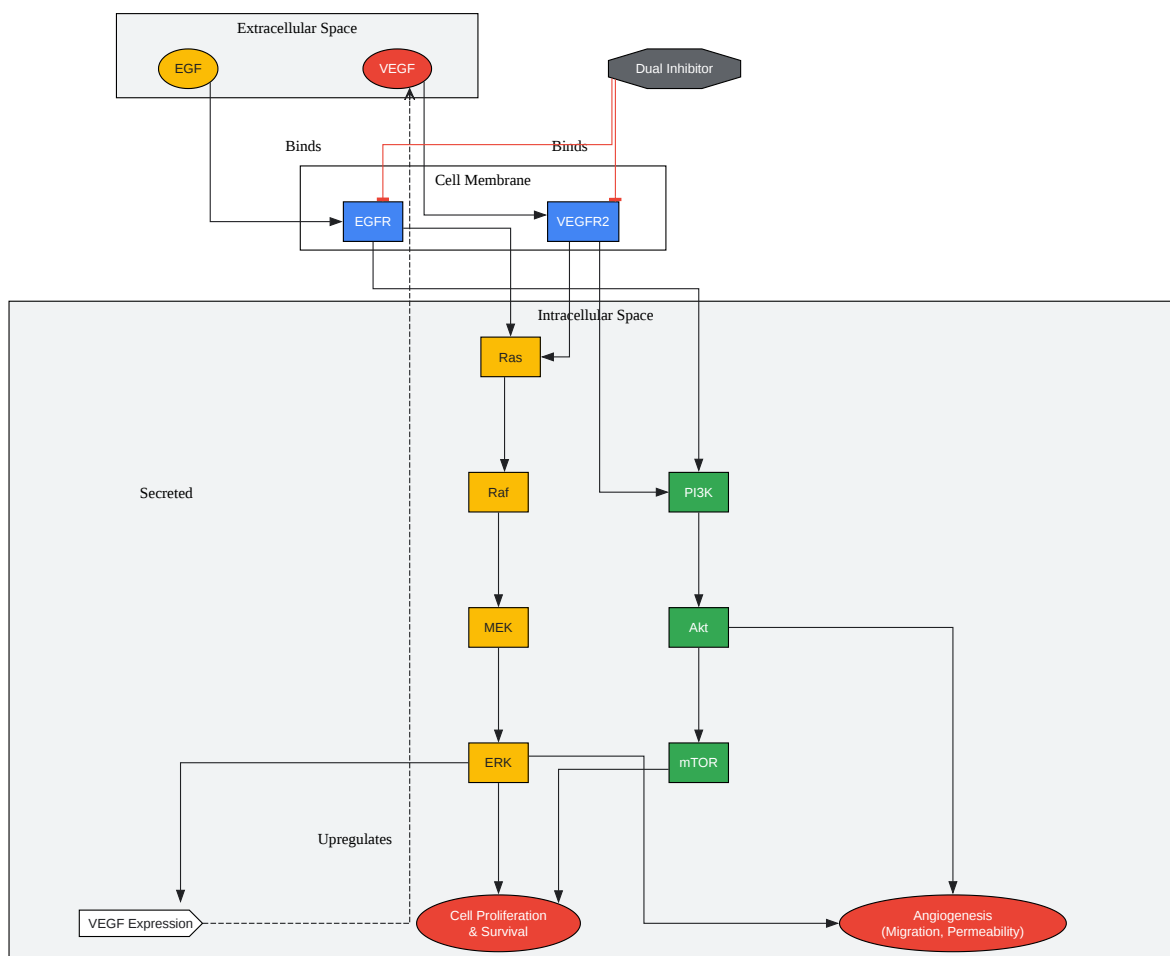 Extracellular Space
EGF
VEGF
Dual Inhibitor
Binds
Binds
Cell Membrane
EGFR
VEGFR2
Intracellular Space
Ras
Secreted
Raf
PI3K
MEK
Akt
ERK
mTOR
Upregulates
VEGF Expression
Cell Proliferation
& Survival
Angiogenesis
(Migration, Permeability)